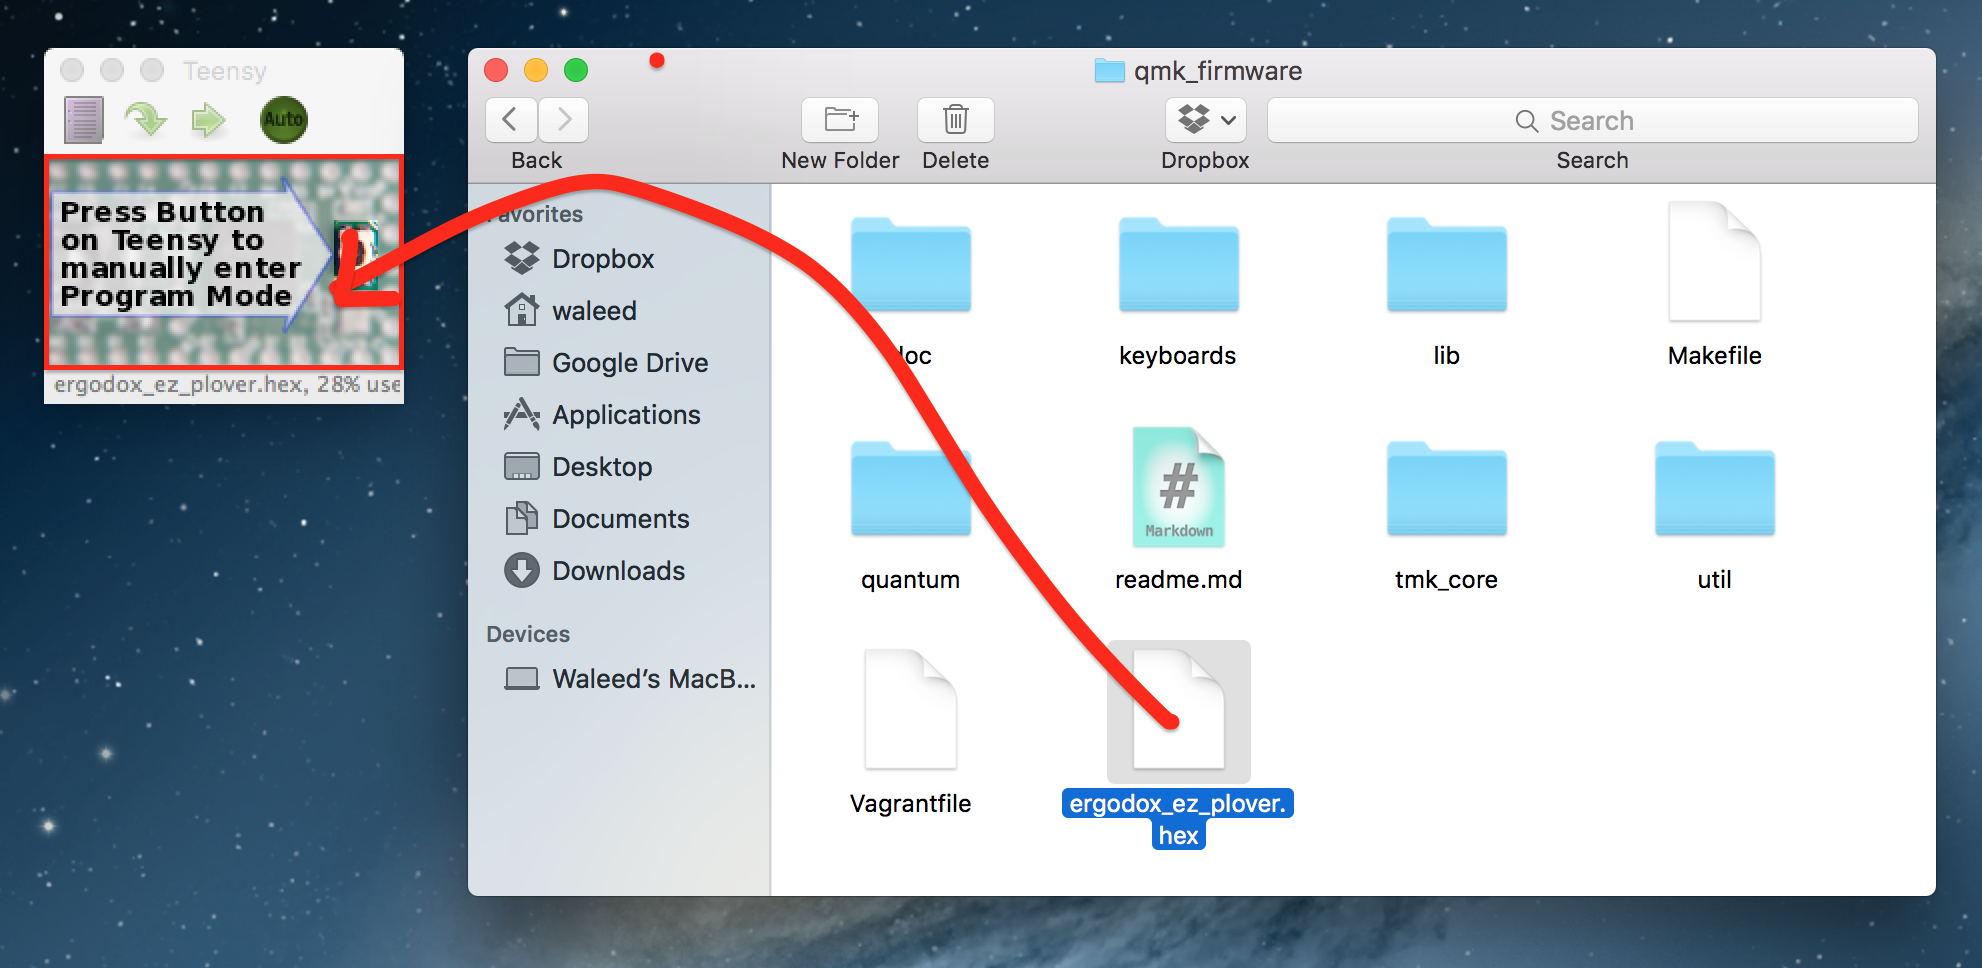 Teensy
Auto
Press Button
on Teensy to
manually enter
Program Mode
ergodox_ez_plover.hex, 28% use
qmk_firmware
Back
New Folder
Delete
Dropbox
Search
Search
Favorites
Dropbox
waleed
Google Drive
Applications
Desktop
Documents
Downloads
Devices
Waleed’s MacB...
doc
keyboards
lib
Makefile
quantum
#
Markdown
readme.md
tmk_core
util
Vagrantfile
ergodox_ez_plover.
hex